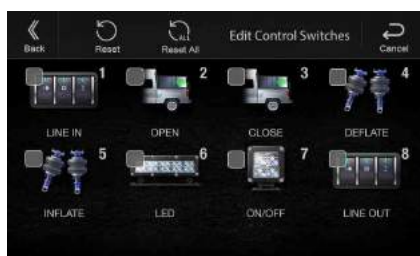 Back
Reset
ALL
Reset All
Edit Control Switches
Cancel
1
2
3
4
LINE IN
OPEN
CLOSE
DEFLATE
5
6
7
8
INFLATE
LED
ON/OFF
LINE OUT